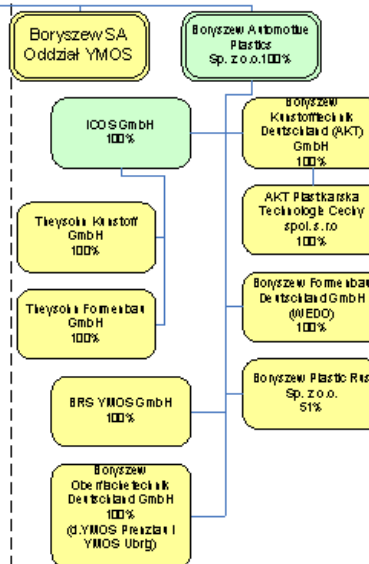 Boryszew SA
Oddział YMOS
Boryszew Automotive
Plastics
Sp. z o.o.100%
ICOS GmbH
100%
Boryszew
Kunstofftechnik
Deutschland (AKT)
GmbH
100%
AKT Plastikarska
Technologie Cechy
spol.s.r.o
100%
Theysohn Kunstoff
GmbH
100%
Theysohn Formenbau
GmbH
100%
Boryszew Formenbau
Deutschland GmbH
(WEDO)
100%
BRS YMOS GmbH
100%
Boryszew Plastic Rus
Sp. z o.o.
51%
Boryszew
Oberflächetechnik
Deutschland GmbH
100%
(d.YMOS Prenzlau i
YMOS Ubrg)